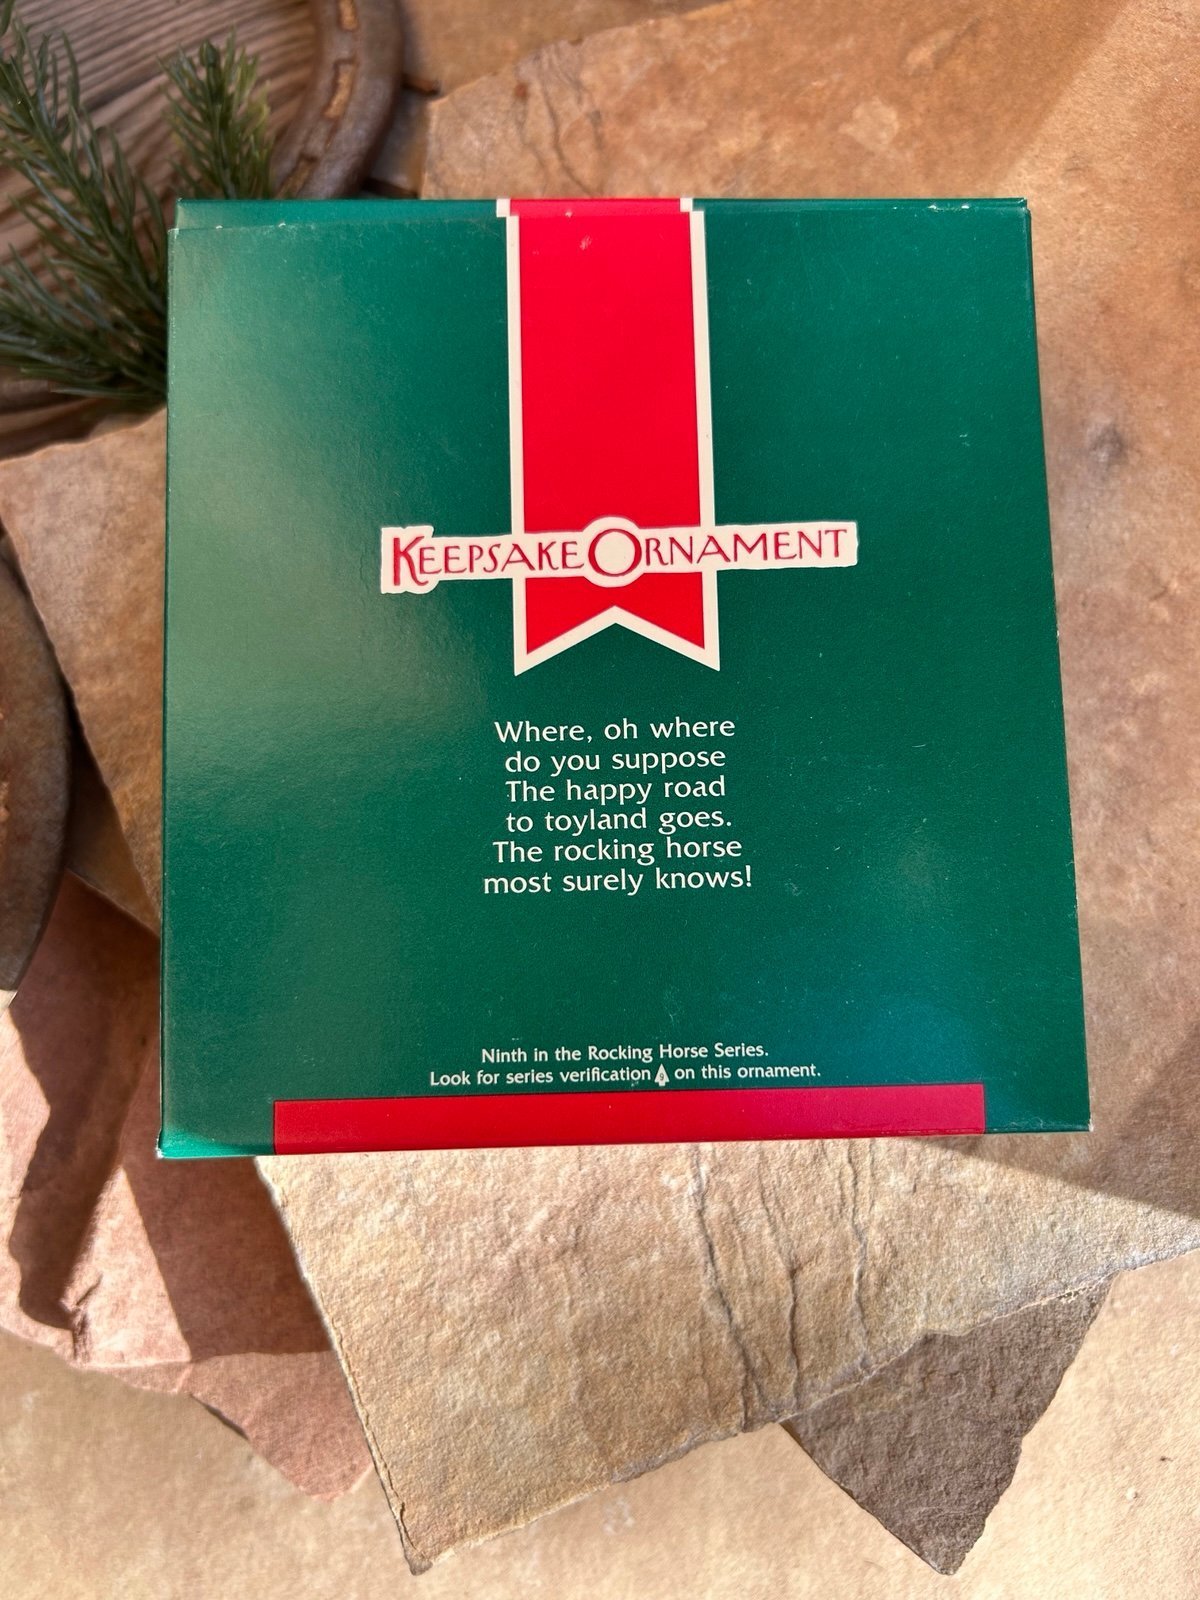 KEEPSAKE ORNAMENT
Where, oh where
do you suppose
The happy road
to toyland goes.
The rocking horse
most surely knows!
Ninth in the Rocking Horse Series.
Look for series verification 9 on this ornament.